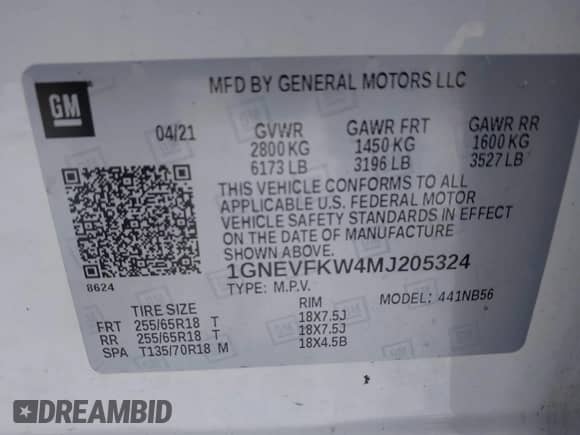 MFD BY GENERAL MOTORS LLC
GM
04/21 GVWR GAWR FRT GAWR RR
2800 KG 1450 KG 1600 KG
6173 LB 3196 LB 3527 LB
THIS VEHICLE CONFORMS TO ALL
APPLICABLE U.S. FEDERAL MOTOR
VEHICLE SAFETY STANDARDS IN EFFECT
ON THE DATE OF MANUFACTURE
SHOWN ABOVE.
1GNEVFKW4MJ205324
8624
TYPE: M.P.V. MODEL: 441NB56
TIRE SIZE RIM
FRT 255/65R18 T 18X7.5J
RR 255/65R18 T 18X7.5J
SPA T135/70R18 M 18X4.5B
DREAMBID